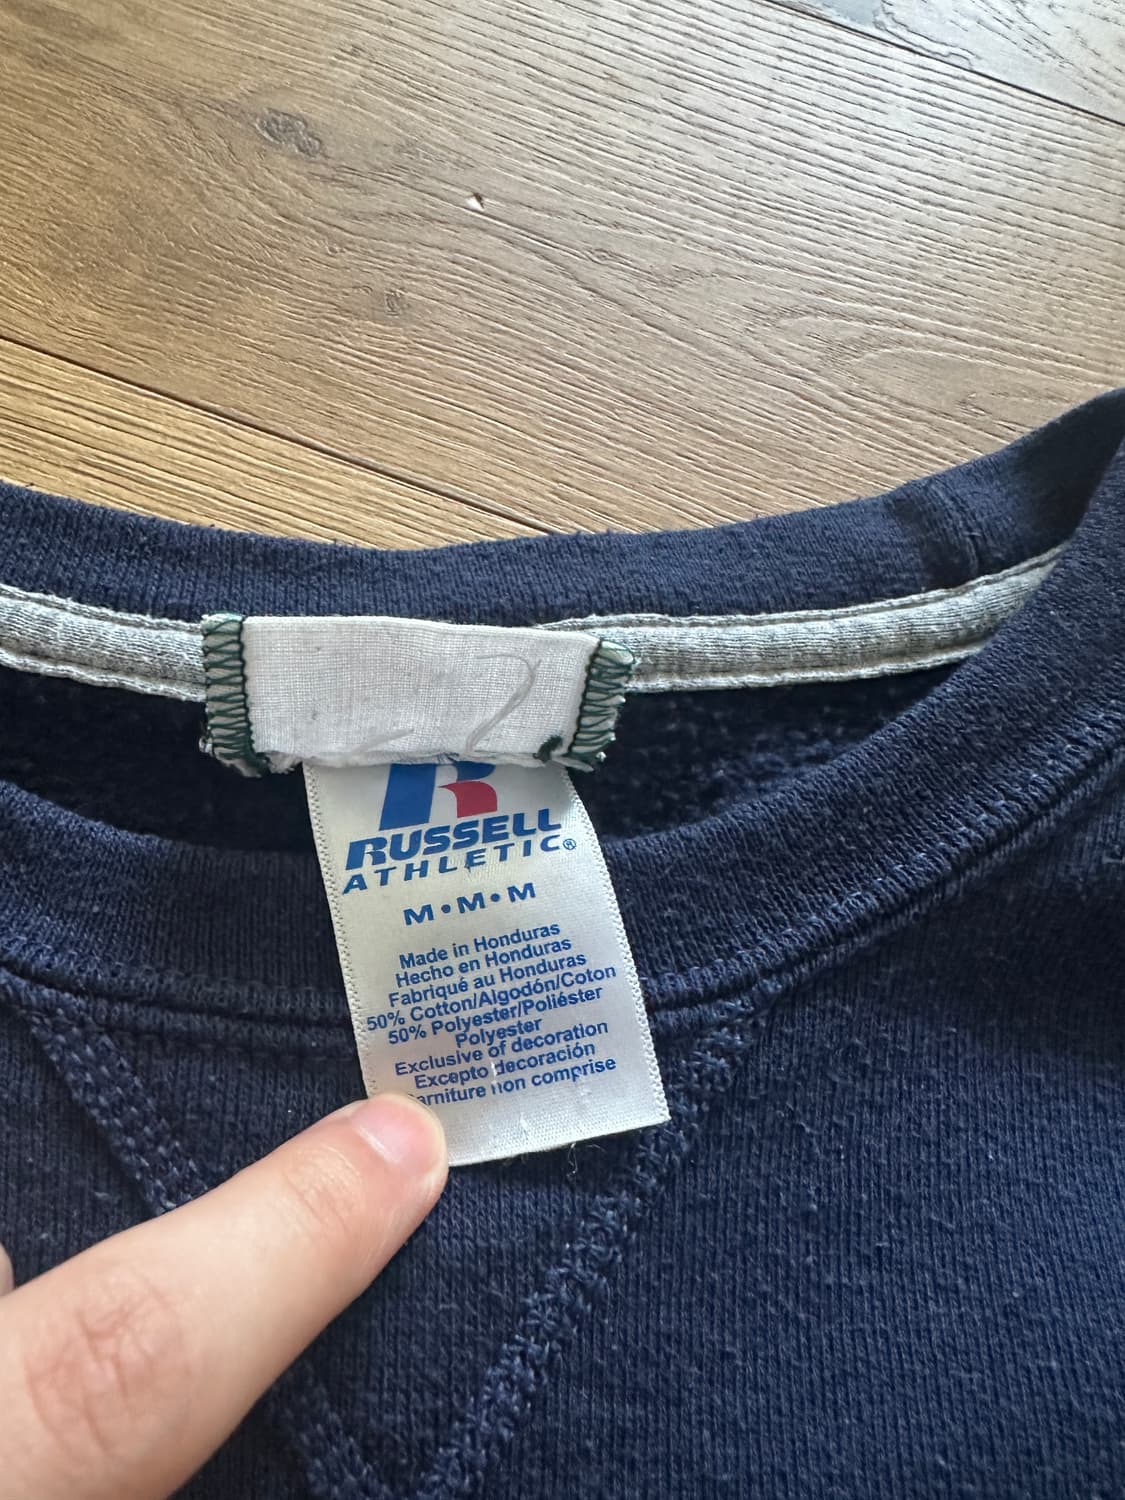 R
RUSSELL
ATHLETIC®
M•M•M
Made in Honduras
Hecho en Honduras
Fabriqué au Honduras
50% Cotton/Algodón/Coton
50% Polyester/Poliéster
Polyester
Exclusive of decoration
Excepto decoración
non comprise